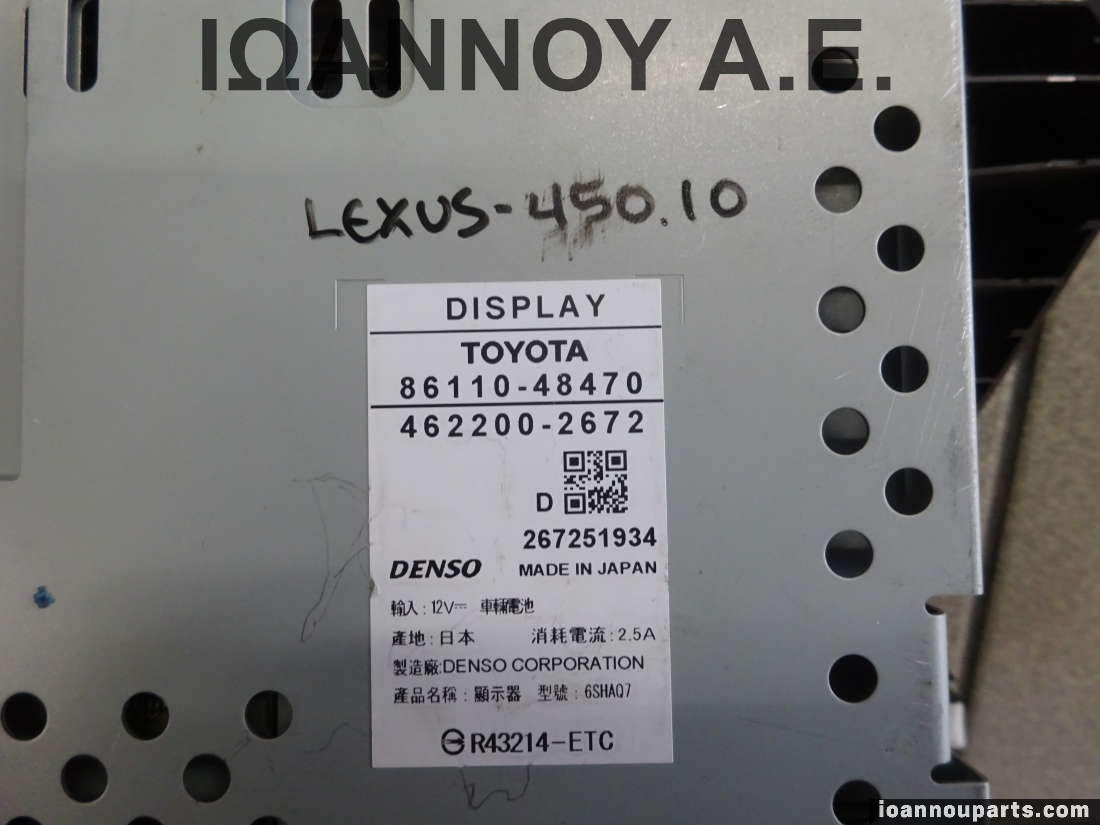 ΙΩΑΝΝΟΥ Α.Ε.
LEXUS-450.10
DISPLAY
TOYOTA
86110-48470
462200-2672
D
267251934
DENSO MADE IN JAPAN
輸入:12V⎓ 車輛電池
產地:日本 消耗電流:2.5A
製造廠:DENSO CORPORATION
產品名稱:顯示器 型號:6SHAQ7
R43214-ETC
ioannouparts.com